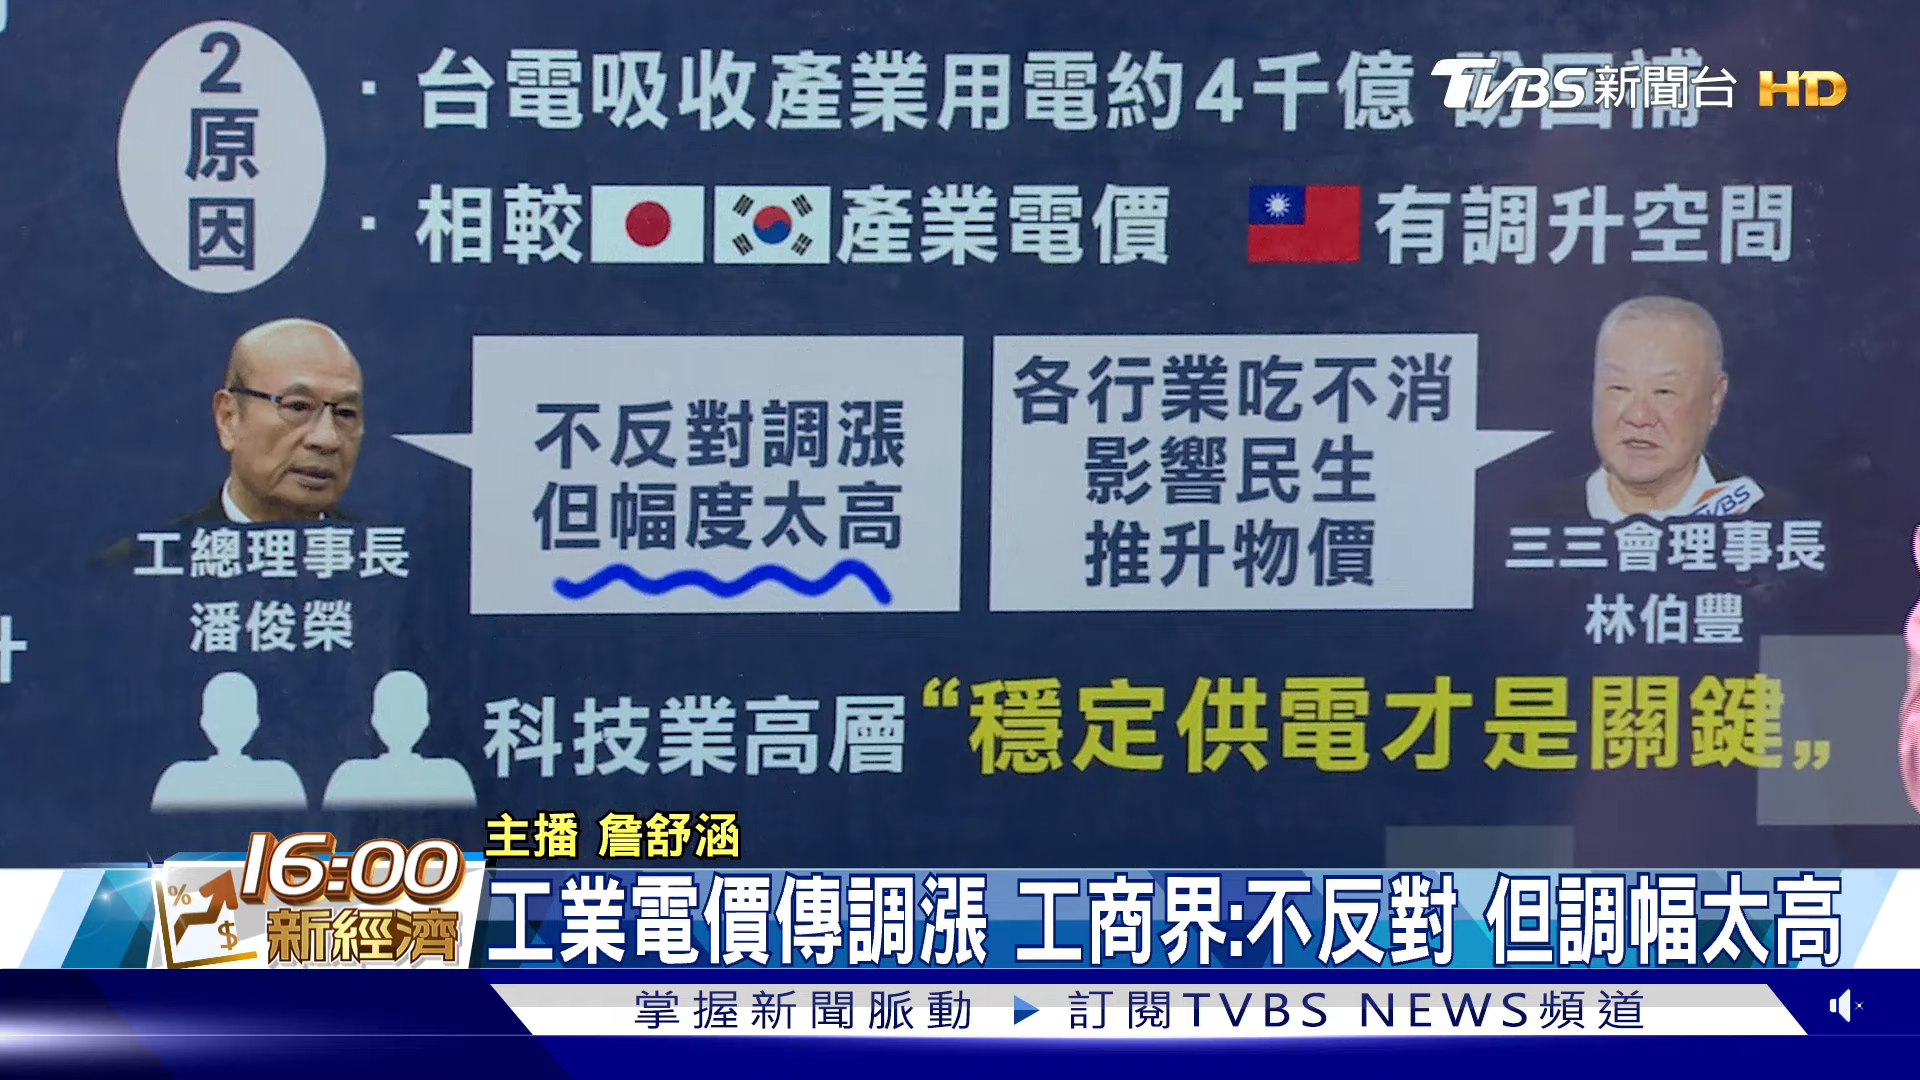 2原因
·台電吸收產業用電約4千億 盼回補
TVBS新聞台 HD
·相較產業電價 有調升空間
不反對調漲
但幅度太高
工總理事長
潘俊榮
各行業吃不消
影響民生
推升物價
TVBS
三三會理事長
林伯豐
升
科技業高層“穩定供電才是關鍵”
主播 詹舒涵
% $
16:00
新經濟
工業電價傳調漲 工商界:不反對 但調幅太高
掌握新聞脈動 ▶ 訂閱TVBS NEWS頻道